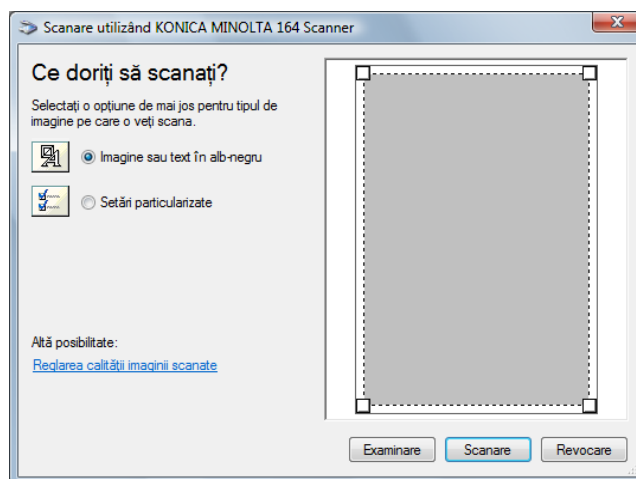 Scanare utilizând KONICA MINOLTA 164 Scanner
Ce doriți să scanați?
Selectați o opțiune de mai jos pentru tipul de
imagine pe care o veți scana.
Imagine sau text în alb-negru
Setări particularizate
Altă posibilitate:
Reglarea calității imaginii scanate
Examinare
Scanare
Revocare